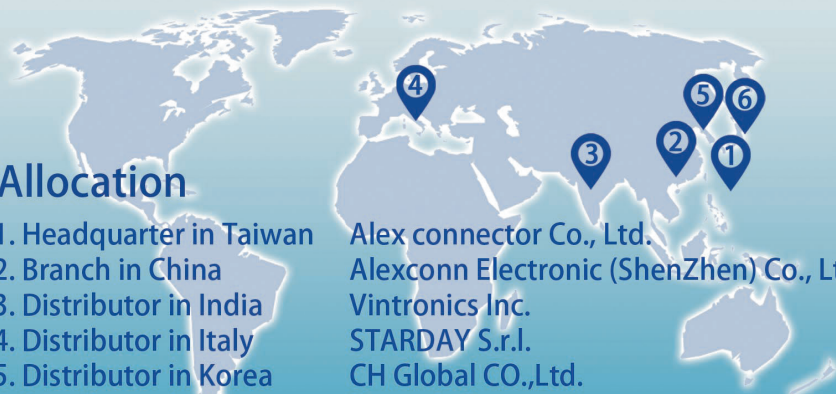 4
5
6
3
2
1
Allocation
1. Headquarter in Taiwan Alex connector Co., Ltd.
2. Branch in China Alexconn Electronic (ShenZhen) Co., Lt
3. Distributor in India Vintronics Inc.
4. Distributor in Italy STARDAY S.r.l.
5. Distributor in Korea CH Global CO.,Ltd.